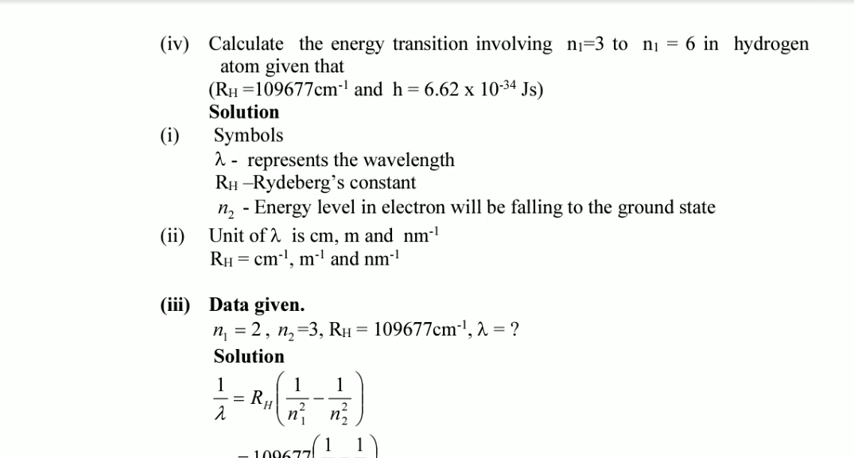 (iv) Calculate the energy transition involving n₁=3 to n₁ = 6 in hydrogen
atom given that
(R_H =109677cm⁻¹ and h = 6.62 x 10⁻³⁴ Js)
Solution
(i) Symbols
λ - represents the wavelength
R_H –Rydeberg's constant
n₂ - Energy level in electron will be falling to the ground state
(ii) Unit of λ is cm, m and nm⁻¹
R_H = cm⁻¹, m⁻¹ and nm⁻¹
(iii) Data given.
n₁ = 2 , n₂=3, R_H = 109677cm⁻¹, λ = ?
Solution
1/λ = R_H (1/n₁² − 1/n₂²)